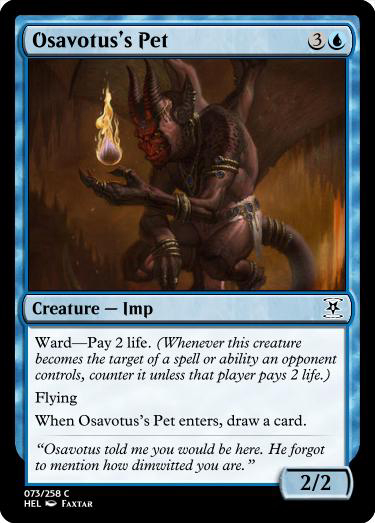 Osavotus's Pet 3
Creature — Imp
Ward—Pay 2 life. (Whenever this creature
becomes the target of a spell or ability an opponent
controls, counter it unless that player pays 2 life.)
Flying
When Osavotus's Pet enters, draw a card.
"Osavotus told me you would be here. He forgot
to mention how dimwitted you are."
2/2
073/258 C
HEL Faxtar